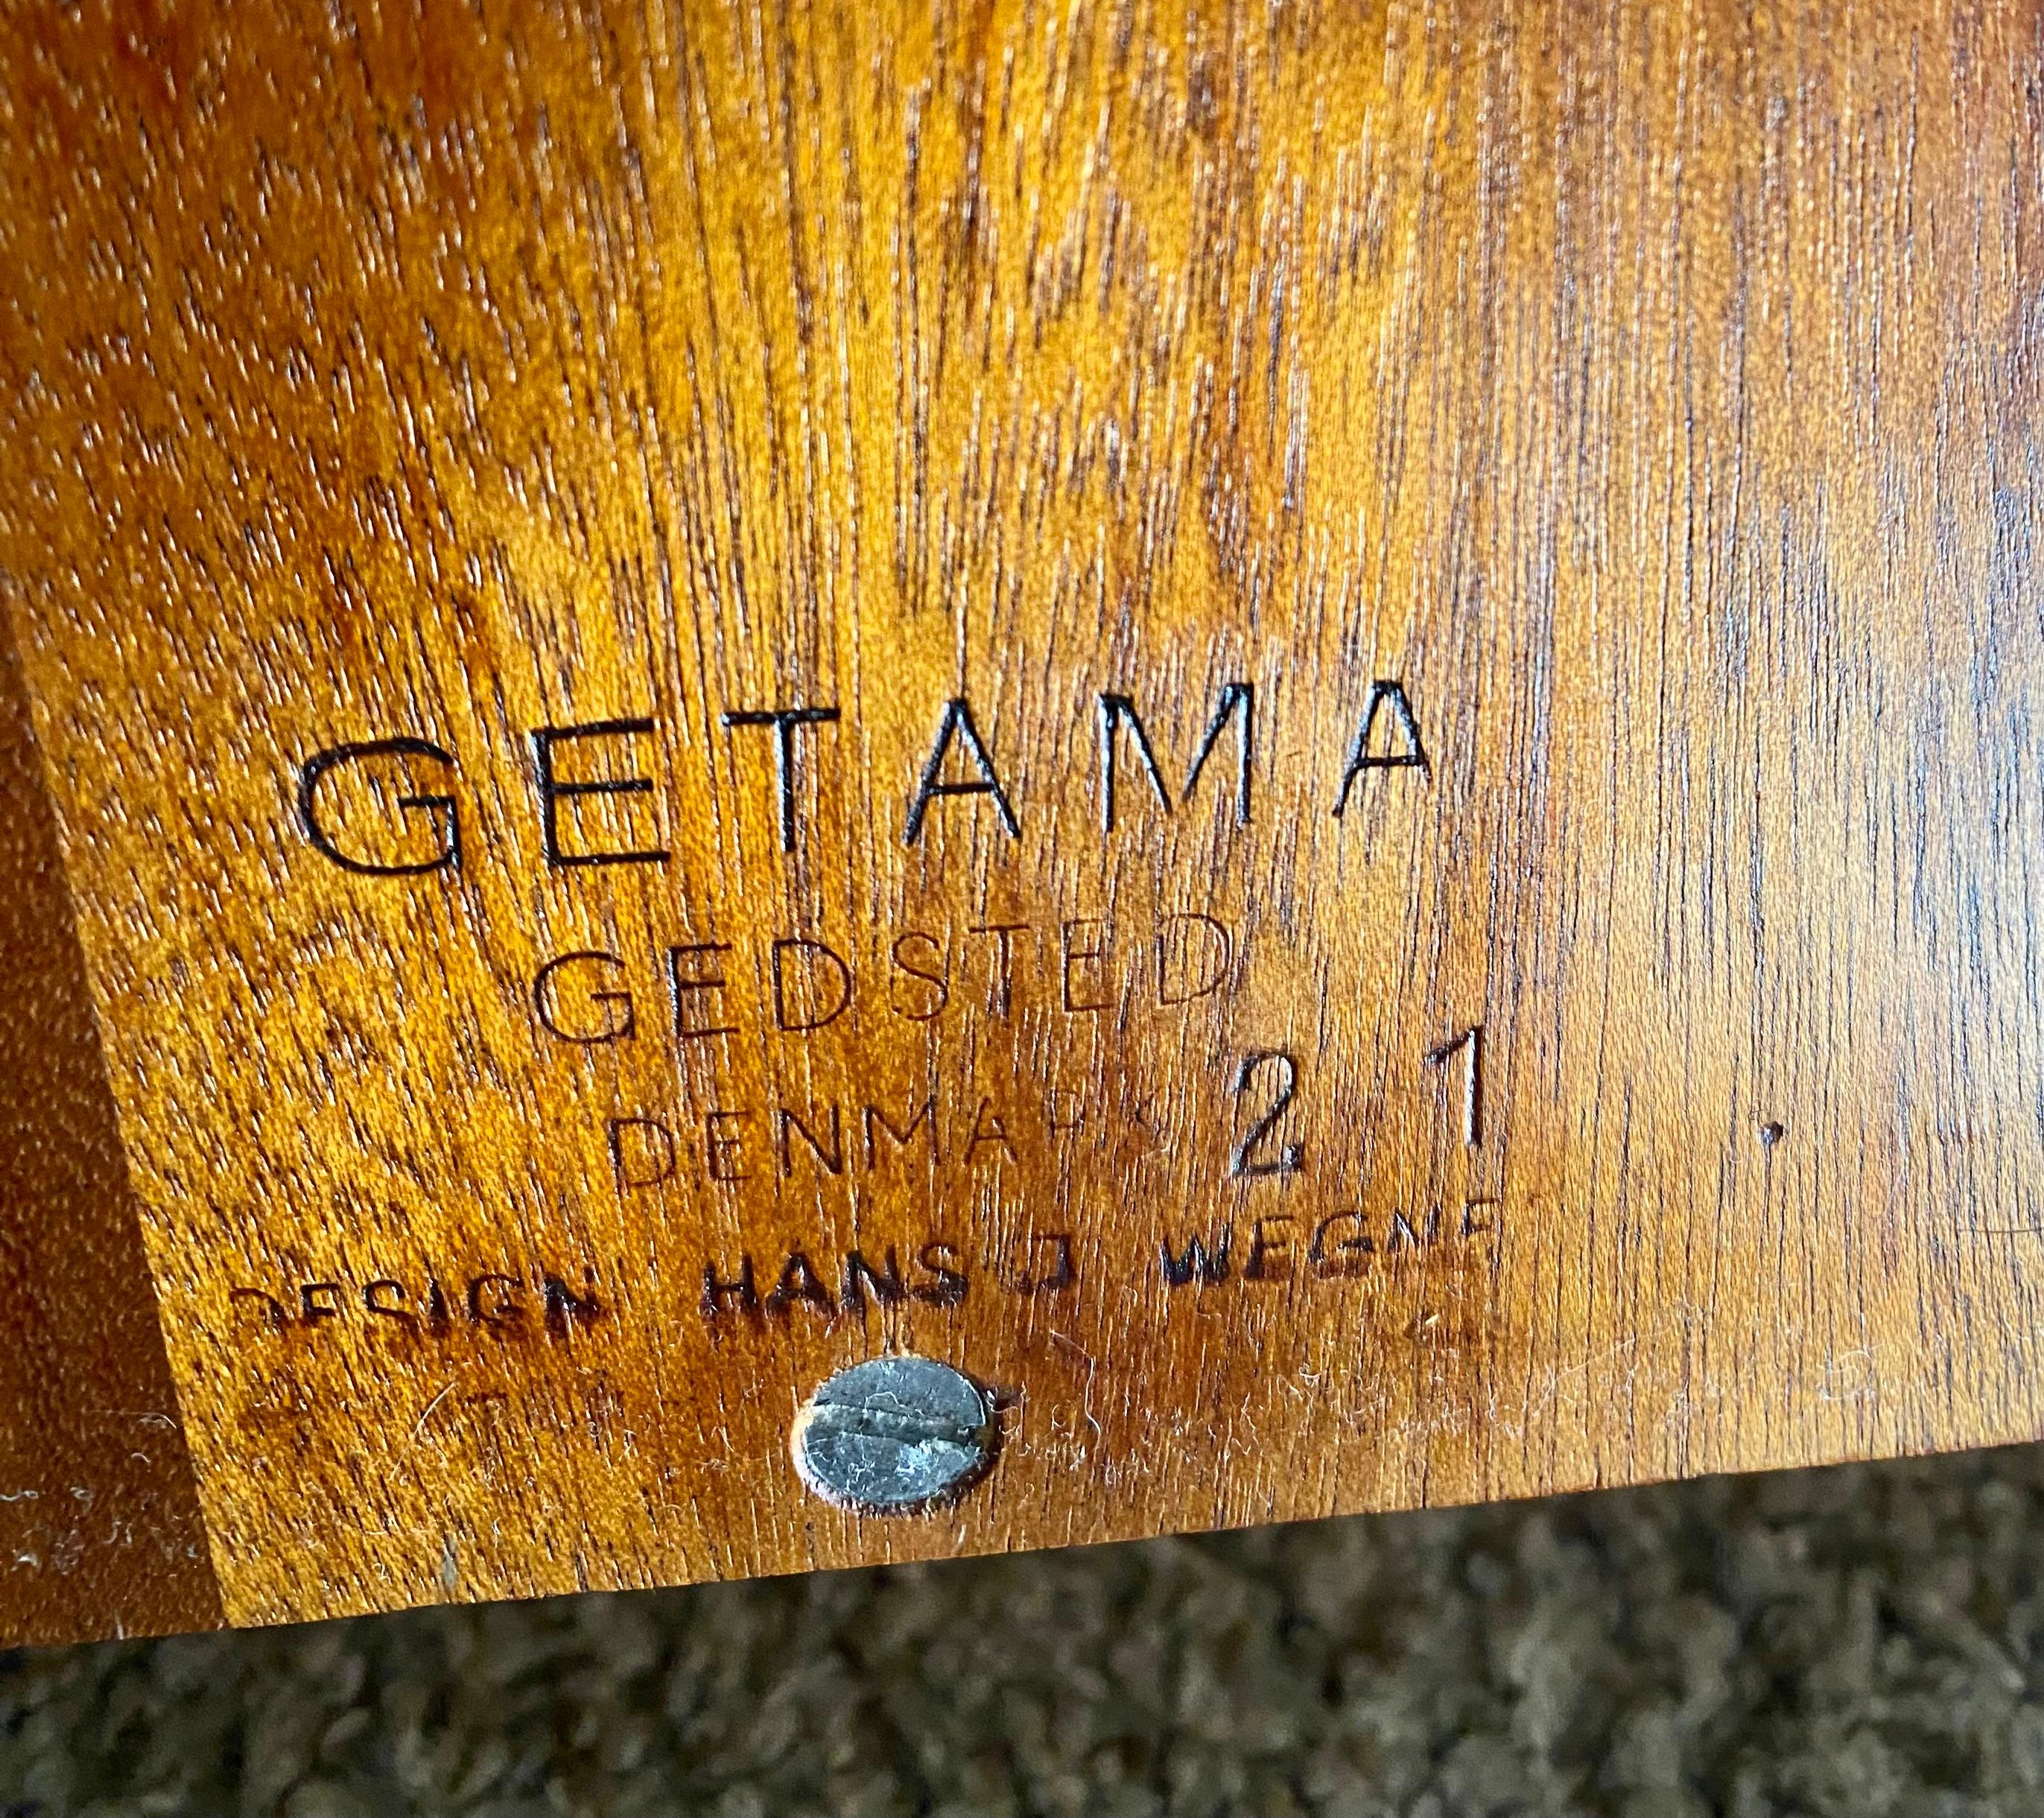 GETAMA
GEDSTED
DENMARK 2 1
DESIGN HANS J WEGNE